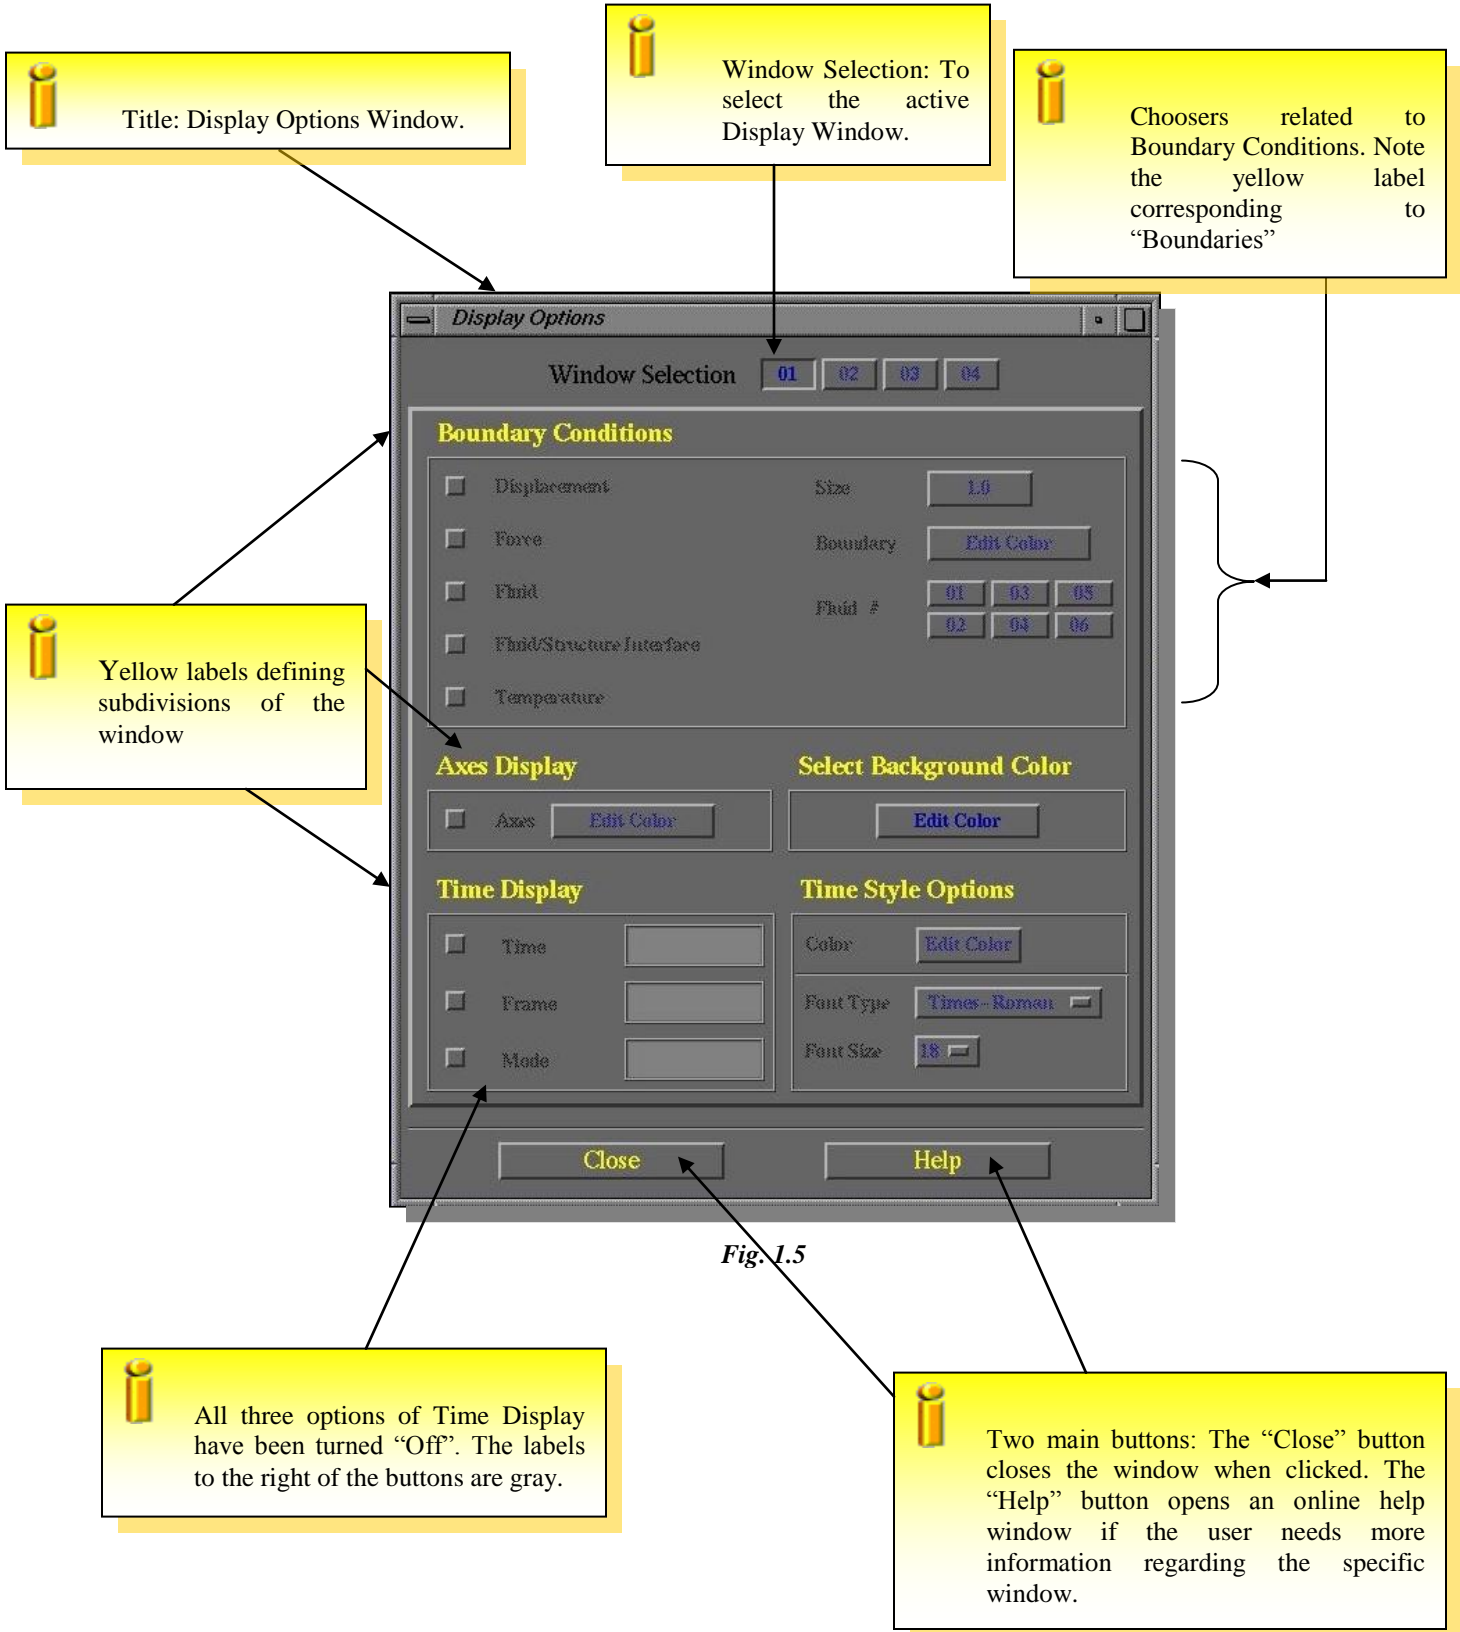 Title: Display Options Window.
Window Selection: To
select the active
Display Window.
Choosers related to
Boundary Conditions. Note
the yellow label
corresponding to
“Boundaries”
Display Options
Window Selection 01 02 03 04
Boundary Conditions
Displacement Size 1.0
Force Boundary Edit Color
Fluid Fluid # 01 03 05
02 04 06
Fluid/Structure Interface
Temperature
Yellow labels defining
subdivisions of the
window
Axes Display Select Background Color
Axes Edit Color Edit Color
Time Display Time Style Options
Time Color Edit Color
Frame Font Type Times-Roman
Mode Font Size 18
Close Help
Fig. 1.5
All three options of Time Display
have been turned “Off”. The labels
to the right of the buttons are gray.
Two main buttons: The “Close” button
closes the window when clicked. The
“Help” button opens an online help
window if the user needs more
information regarding the specific
window.